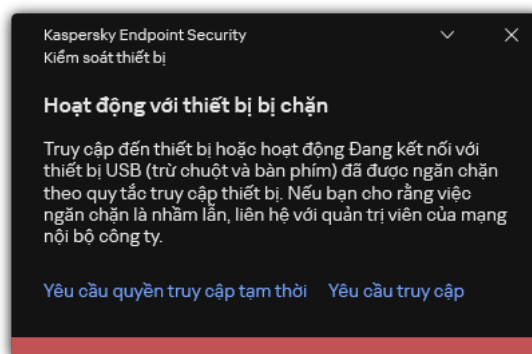 Kaspersky Endpoint Security
Kiểm soát thiết bị
Hoạt động với thiết bị bị chặn
Truy cập đến thiết bị hoặc hoạt động Đang kết nối với
thiết bị USB (trừ chuột và bàn phím) đã được ngăn chặn
theo quy tắc truy cập thiết bị. Nếu bạn cho rằng việc
ngăn chặn là nhầm lẫn, liên hệ với quản trị viên của mạng
nội bộ công ty.
Yêu cầu quyền truy cập tạm thời Yêu cầu truy cập